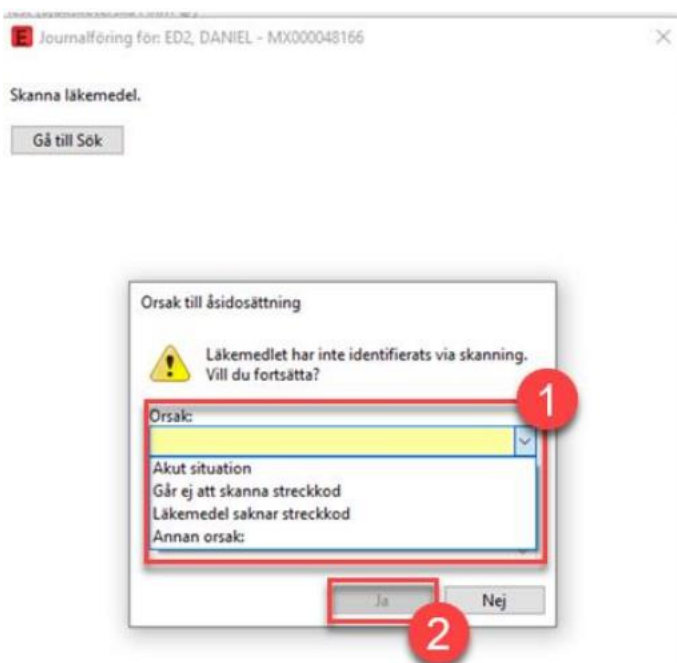 E Journalföring för: ED2, DANIEL - MX000048166
Skanna läkemedel.
Gå till Sök
Orsak till åsidosättning
Läkemedlet har inte identifierats via skanning.
Vill du fortsätta?
1
Orsak:
Akut situation
Går ej att skanna streckkod
Läkemedel saknar streckkod
Annan orsak:
Ja
Nej
2